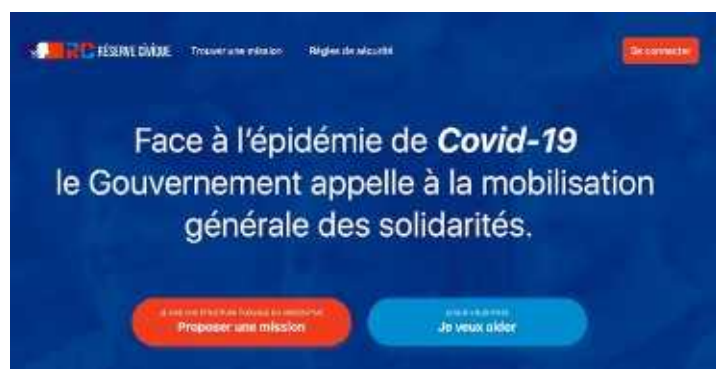 RC RÉSERVE CIVIQUE Trouver une mission Règles de sécurité Se connecter
Face à l'épidémie de Covid-19
le Gouvernement appelle à la mobilisation
générale des solidarités.
Proposer une mission Je veux aider